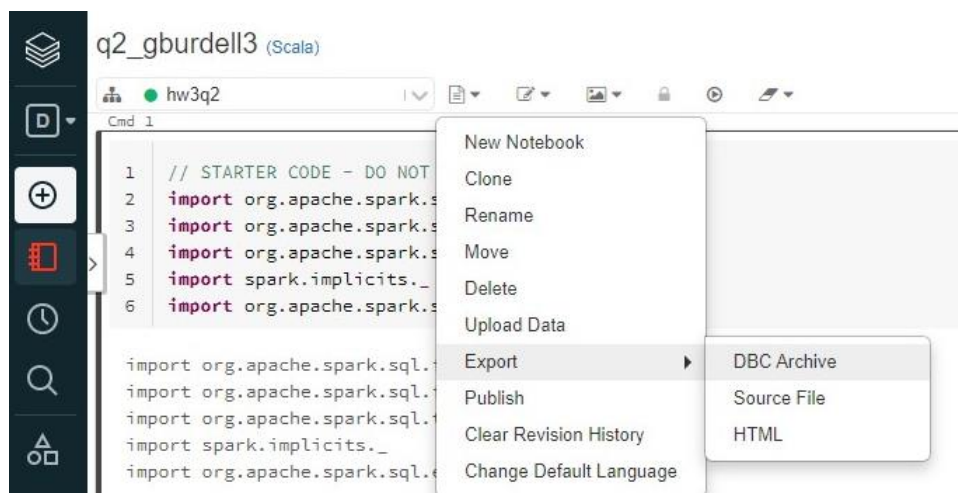 q2_gburdell3 (Scala)
hw3q2
D
Cmd 1
1 // STARTER CODE - DO NOT
2 import org.apache.spark.s
3 import org.apache.spark.s
4 import org.apache.spark.s
5 import spark.implicits._
6 import org.apache.spark.s
import org.apache.spark.sql.
import org.apache.spark.sql.
import org.apache.spark.sql.
import spark.implicits._
import org.apache.spark.sql.e
New Notebook
Clone
Rename
Move
Delete
Upload Data
Export
Publish
Clear Revision History
Change Default Language
DBC Archive
Source File
HTML